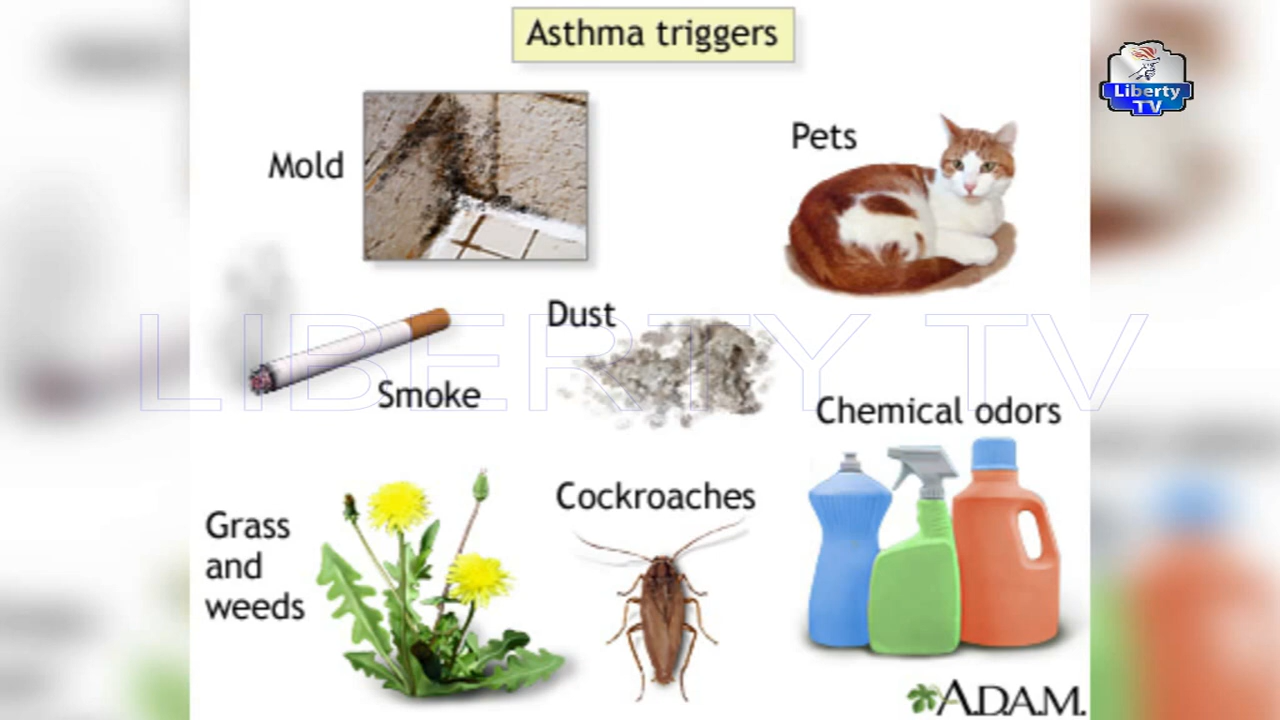 Asthma triggers
Liberty
TV
Mold
Pets
Dust
LIBERTY TV
Smoke
Chemical odors
Cockroaches
Grass
and
weeds
A.D.A.M.